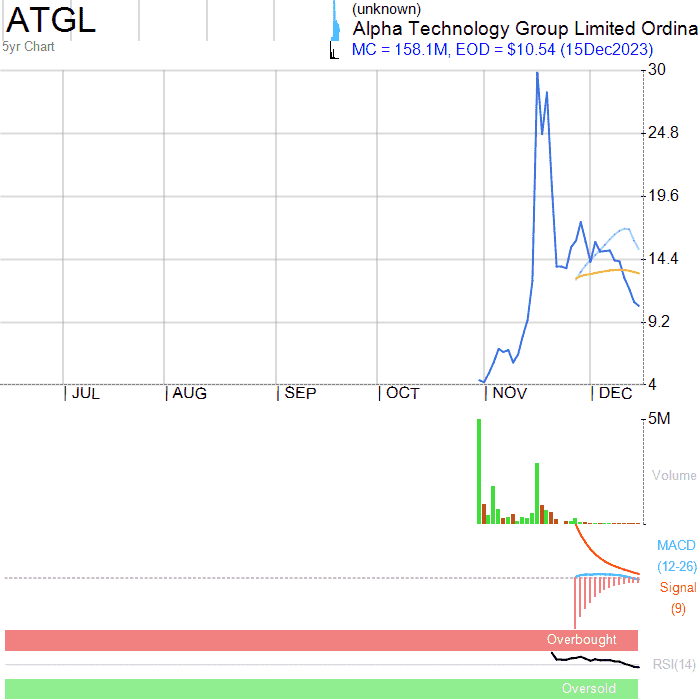 ATGL
(unknown)
Alpha Technology Group Limited Ordina
5yr Chart
MC = 158.1M, EOD = $10.54 (15Dec2023)
30
24.8
19.6
14.4
9.2
4
JUL AUG SEP OCT NOV DEC
5M
Volume
MACD
(12-26)
Signal
(9)
Overbought
RSI(14)
Oversold